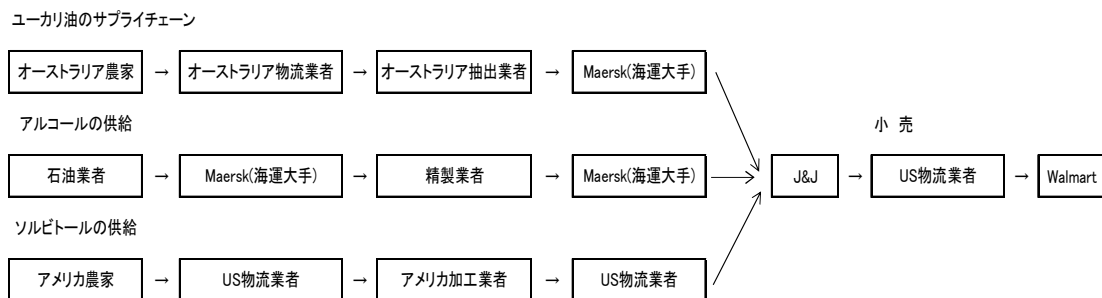 ユーカリ油のサプライチェーン
オーストラリア農家 → オーストラリア物流業者 → オーストラリア抽出業者 → Maersk(海運大手)
アルコールの供給
小 売
石油業者 → Maersk(海運大手) → 精製業者 → Maersk(海運大手) J&J → US物流業者 → Walmart
ソルビトールの供給
アメリカ農家 → US物流業者 → アメリカ加工業者 → US物流業者